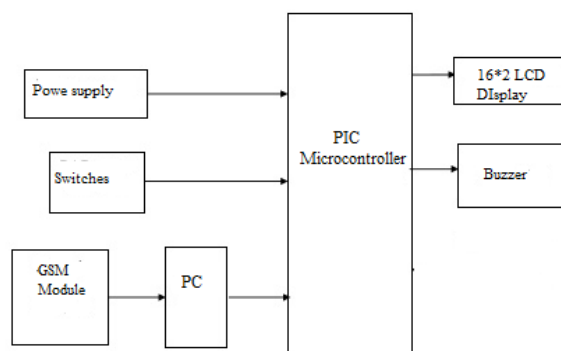 Powe supply
Switches
GSM
Module
PC
PIC
Microcontroller
16*2 LCD
DIsplay
Buzzer